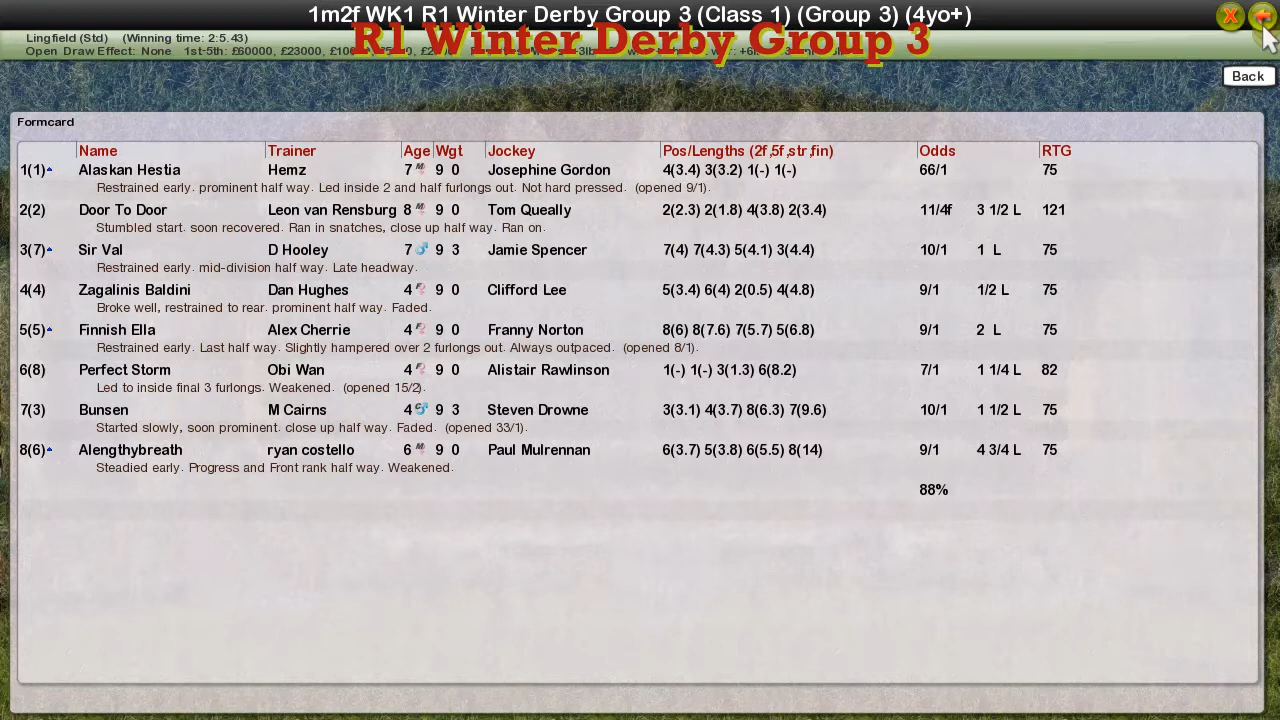 1m2f WK1 R1 Winter Derby Group 3 (Class 1) (Group 3) (4yo+)
R1 Winter Derby Group 3
Lingfield (Std) (Winning time: 2:5.43)
Open Draw Effect: None 1st-5th: £60000, £23000,
Back
Formcard
Name Trainer Age Wgt Jockey Pos/Lengths (2f,5f,str,fin) Odds RTG
1(1) Alaskan Hestia Hemz 7 9 0 Josephine Gordon 4(3.4) 3(3.2) 1(-) 1(-) 66/1 75
Restrained early. prominent half way. Led inside 2 and half furlongs out. Not hard pressed. (opened 9/1).
2(2) Door To Door Leon van Rensburg 8 9 0 Tom Queally 2(2.3) 2(1.8) 4(3.8) 2(3.4) 11/4f 3 1/2 L 121
Stumbled start. soon recovered. Ran in snatches, close up half way. Ran on.
3(7) Sir Val D Hooley 7 9 3 Jamie Spencer 7(4) 7(4.3) 5(4.1) 3(4.4) 10/1 1 L 75
Restrained early. mid-division half way. Late headway.
4(4) Zagalinis Baldini Dan Hughes 4 9 0 Clifford Lee 5(3.4) 6(4) 2(0.5) 4(4.8) 9/1 1/2 L 75
Broke well, restrained to rear. prominent half way. Faded.
5(5) Finnish Ella Alex Cherrie 4 9 0 Franny Norton 8(6) 8(7.6) 7(5.7) 5(6.8) 9/1 2 L 75
Restrained early. Last half way. Slightly hampered over 2 furlongs out. Always outpaced. (opened 8/1).
6(8) Perfect Storm Obi Wan 4 9 0 Alistair Rawlinson 1(-) 1(-) 3(1.3) 6(8.2) 7/1 1 1/4 L 82
Led to inside final 3 furlongs. Weakened. (opened 15/2).
7(3) Bunsen M Cairns 4 9 3 Steven Drowne 3(3.1) 4(3.7) 8(6.3) 7(9.6) 10/1 1 1/2 L 75
Started slowly, soon prominent. close up half way. Faded. (opened 33/1).
8(6) Alengthybreath ryan costello 6 9 0 Paul Mulrennan 6(3.7) 5(3.8) 6(5.5) 8(14) 9/1 4 3/4 L 75
Steadied early. Progress and Front rank half way. Weakened.
88%